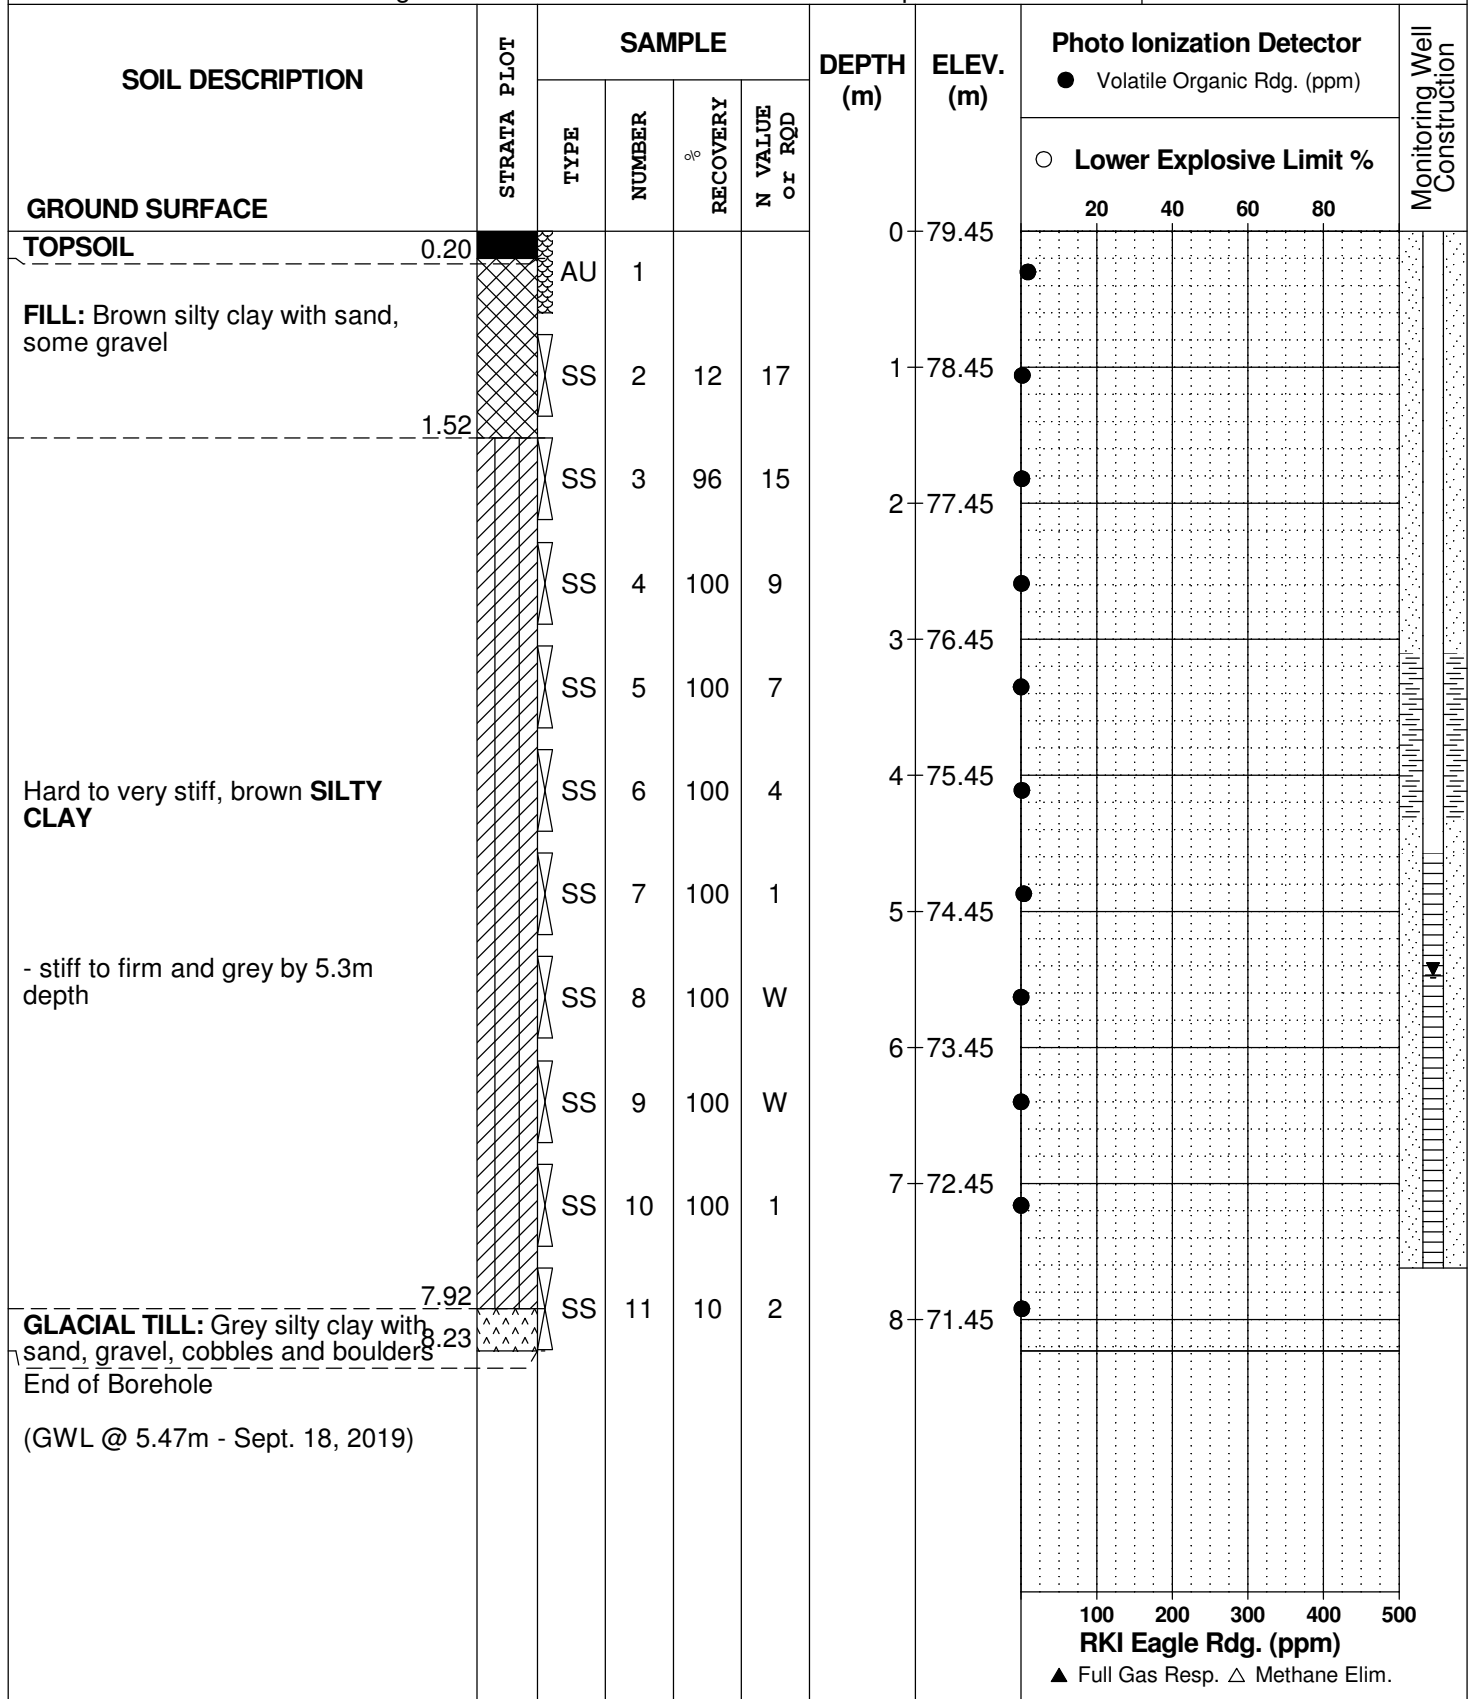 SOIL DESCRIPTION
GROUND SURFACE
STRATA PLOT
SAMPLE
TYPE
NUMBER
%
RECOVERY
N VALUE
or RQD
DEPTH
(m)
ELEV.
(m)
Photo Ionization Detector
● Volatile Organic Rdg. (ppm)
○ Lower Explosive Limit %
20 40 60 80
Monitoring Well
Construction
0 79.45
TOPSOIL 0.20
AU 1
FILL: Brown silty clay with sand,
some gravel
1 78.45
SS 2 12 17
1.52
SS 3 96 15
2 77.45
SS 4 100 9
3 76.45
SS 5 100 7
4 75.45
Hard to very stiff, brown SILTY
CLAY
SS 6 100 4
SS 7 100 1
5 74.45
- stiff to firm and grey by 5.3m
depth
SS 8 100 W
6 73.45
SS 9 100 W
7 72.45
SS 10 100 1
7.92
SS 11 10 2
8 71.45
GLACIAL TILL: Grey silty clay with
8.23
sand, gravel, cobbles and boulders
End of Borehole
(GWL @ 5.47m - Sept. 18, 2019)
100 200 300 400 500
RKI Eagle Rdg. (ppm)
▲ Full Gas Resp. △ Methane Elim.